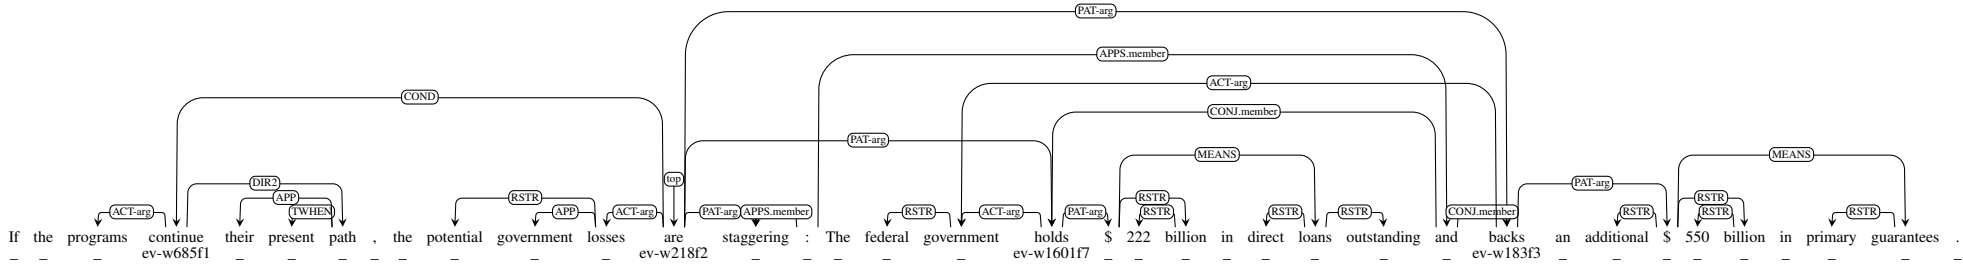 PAT-arg
APPS.member
ACT-arg
COND
CONJ.member
PAT-arg
MEANS MEANS
top
DIR2 PAT-arg
RSTR APP RSTR RSTR
ACT-arg TWHEN APP ACT-arg PAT-arg APPS.member RSTR ACT-arg PAT-arg RSTR RSTR RSTR CONJ.member RSTR RSTR RSTR
If the programs continue their present path , the potential government losses are staggering : The federal government holds $ 222 billion in direct loans outstanding and backs an additional $ 550 billion in primary guarantees .
_ _ _ ev-w685f1 _ _ _ _ _ _ _ _ ev-w218f2 _ _ _ _ _ ev-w1601f7 _ _ _ _ _ _ _ _ ev-w183f3 _ _ _ _ _ _ _ _ _